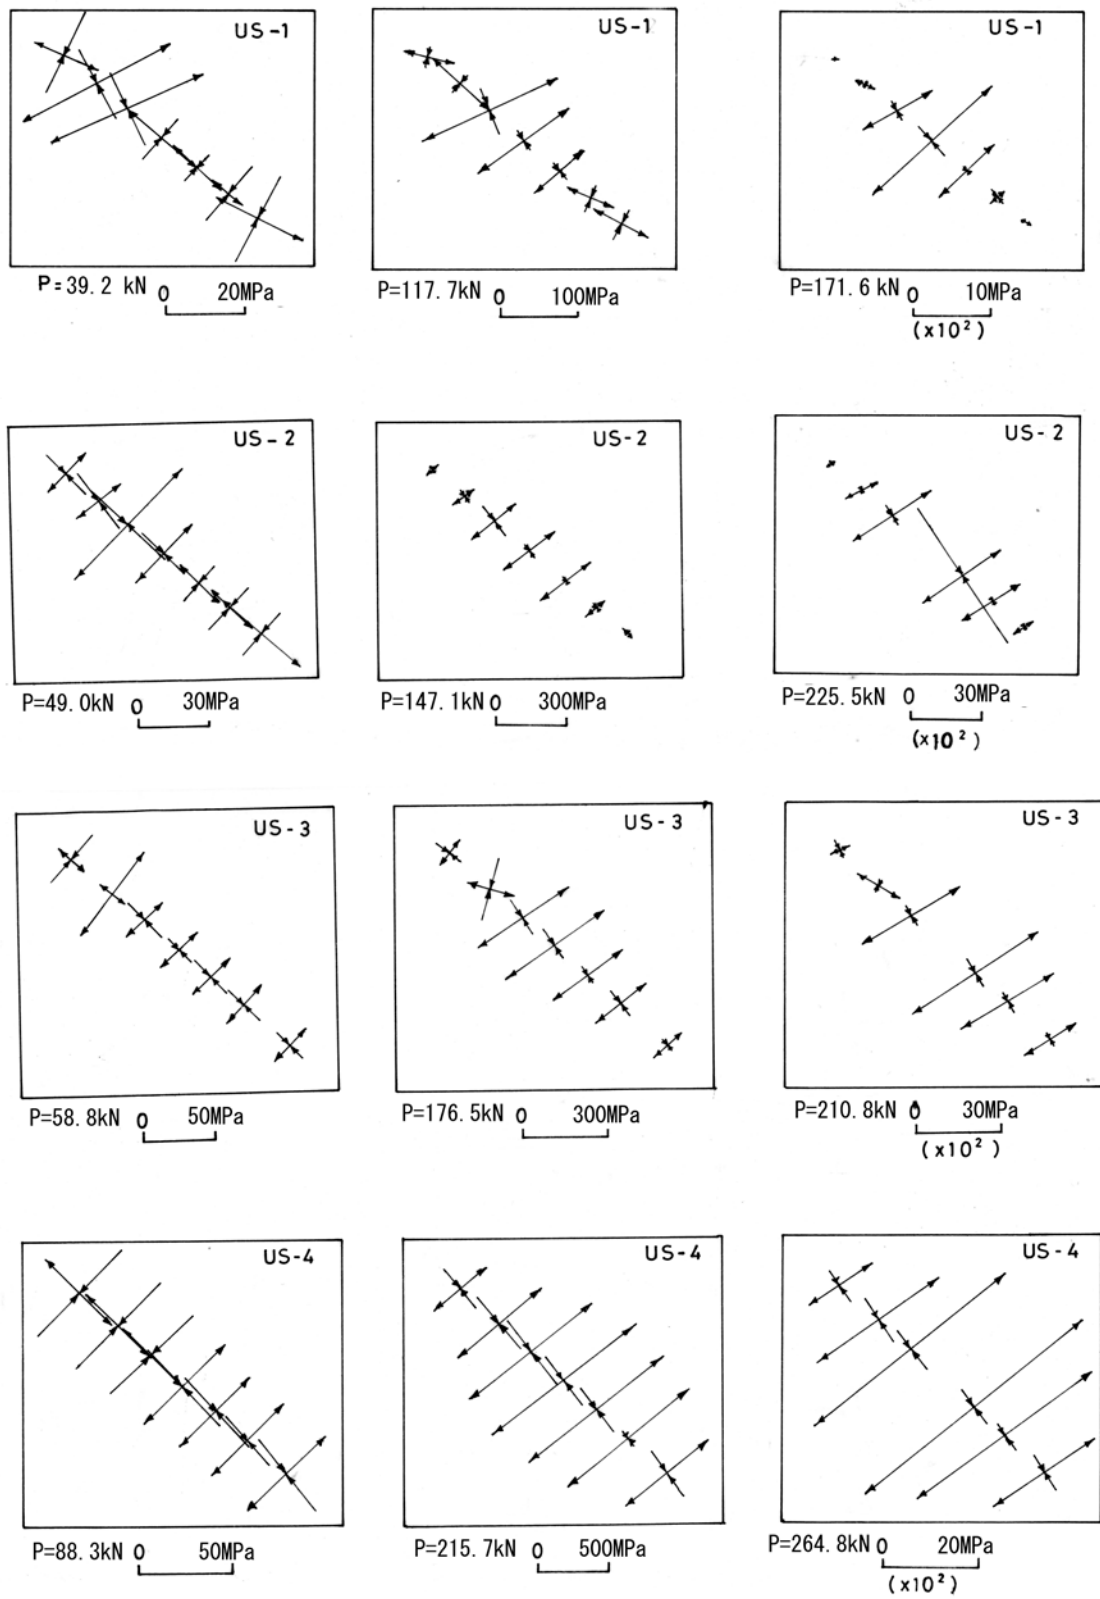 US-1 US-1 US-1
P=39.2 kN 0 20MPa P=117.7kN 0 100MPa P=171.6 kN 0 10MPa
(x10²)
US-2 US-2 US-2
P=49.0kN 0 30MPa P=147.1kN 0 300MPa P=225.5kN 0 30MPa
(x10²)
US-3 US-3 US-3
P=58.8kN 0 50MPa P=176.5kN 0 300MPa P=210.8kN 0 30MPa
(x10²)
US-4 US-4 US-4
P=88.3kN 0 50MPa P=215.7kN 0 500MPa P=264.8kN 0 20MPa
(x10²)